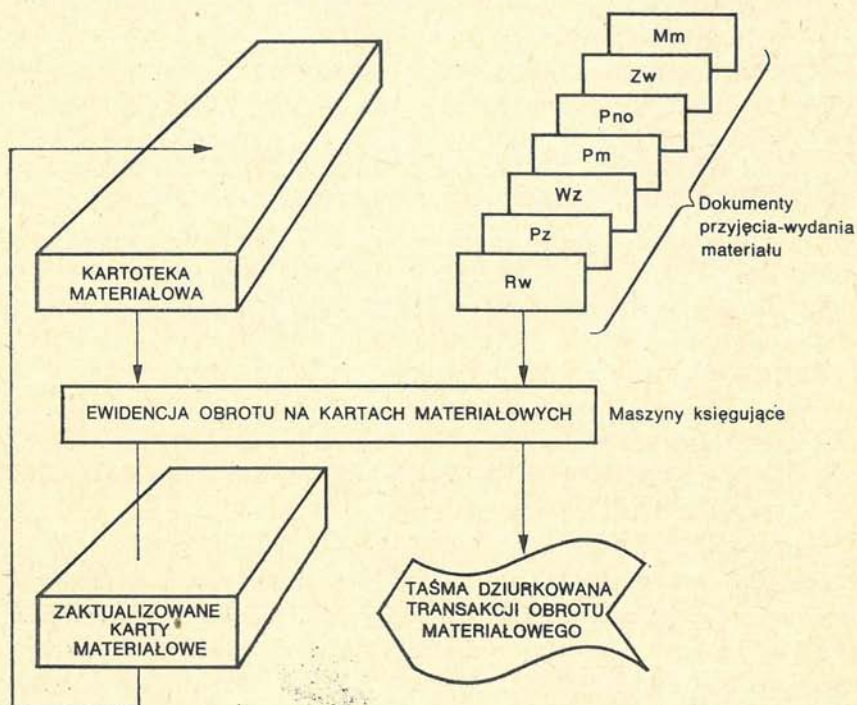 Mm
Zw
Pno
Pm
Wz
Pz
Rw
Dokumenty
przyjęcia-wydania
materiału
KARTOTEKA
MATERIAŁOWA
EWIDENCJA OBROTU NA KARTACH MATERIAŁOWYCH
Maszyny księgujące
ZAKTUALIZOWANE
KARTY
MATERIAŁOWE
TAŚMA DZIURKOWANA
TRANSAKCJI OBROTU
MATERIAŁOWEGO